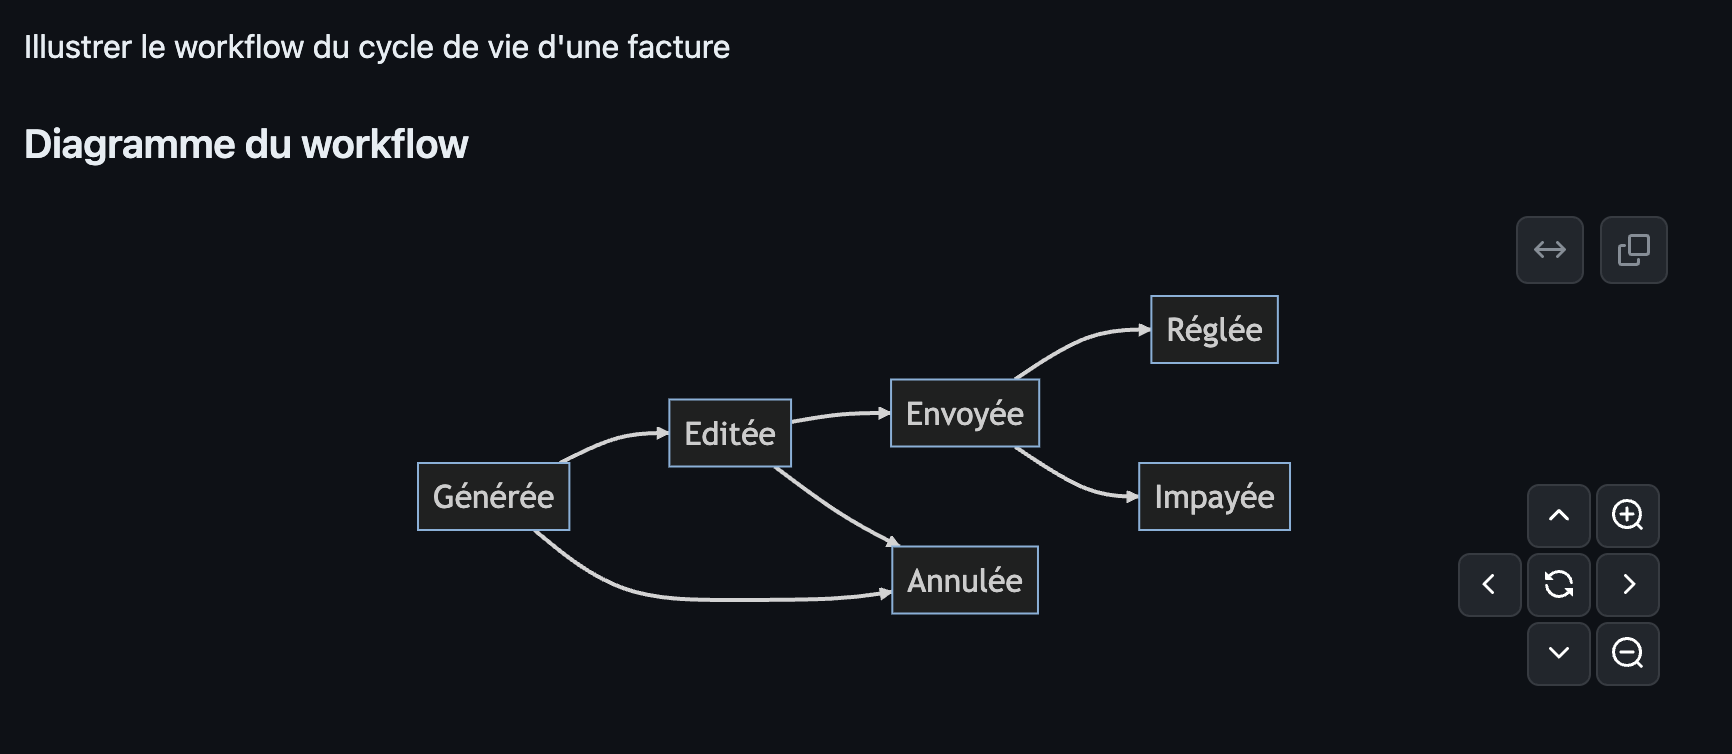 Illustrer le workflow du cycle de vie d'une facture
Diagramme du workflow
Générée
Editée
Envoyée
Réglée
Impayée
Annulée